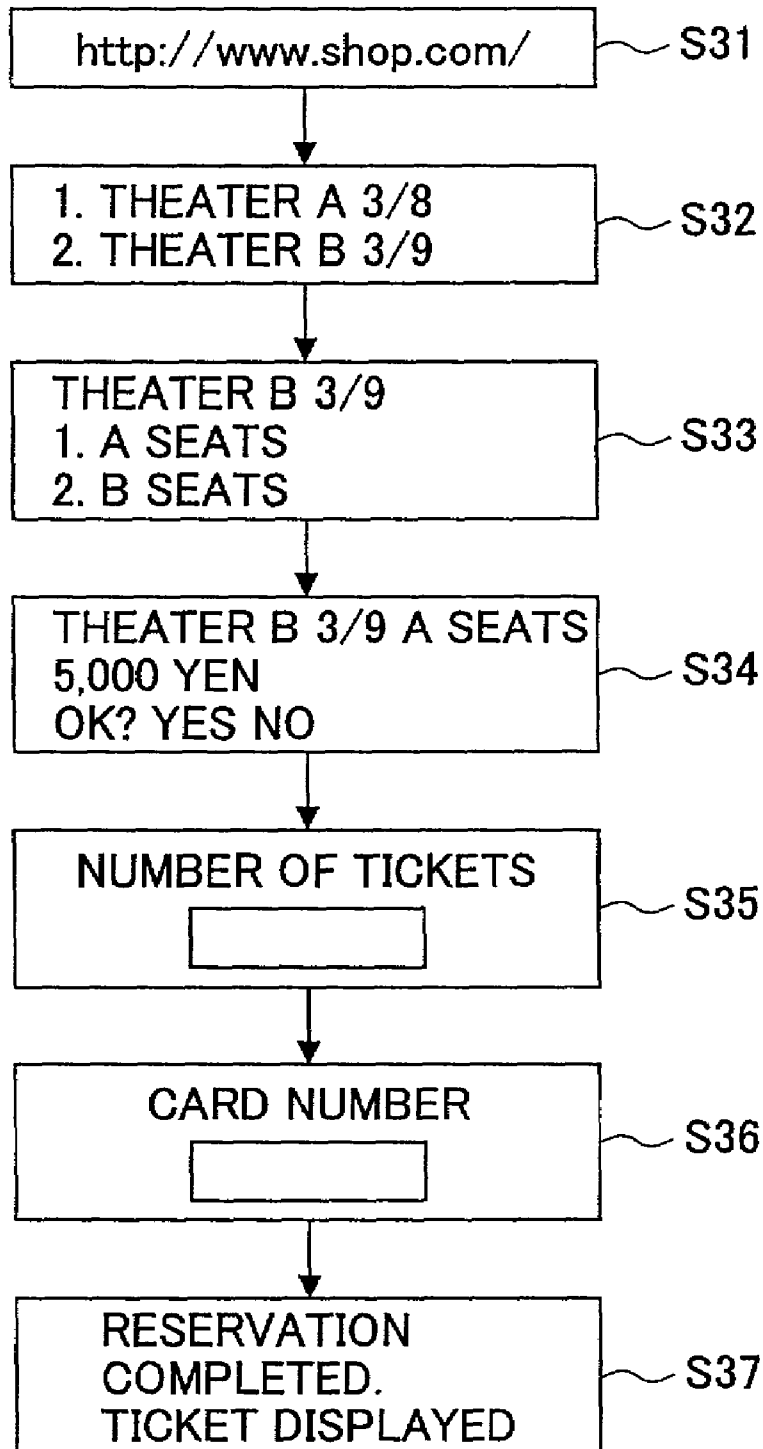 http://www.shop.com/
S31
1. THEATER A 3/8
2. THEATER B 3/9
S32
THEATER B 3/9
1. A SEATS
2. B SEATS
S33
THEATER B 3/9 A SEATS
5,000 YEN
OK? YES NO
S34
NUMBER OF TICKETS
S35
CARD NUMBER
S36
RESERVATION
COMPLETED.
TICKET DISPLAYED
S37